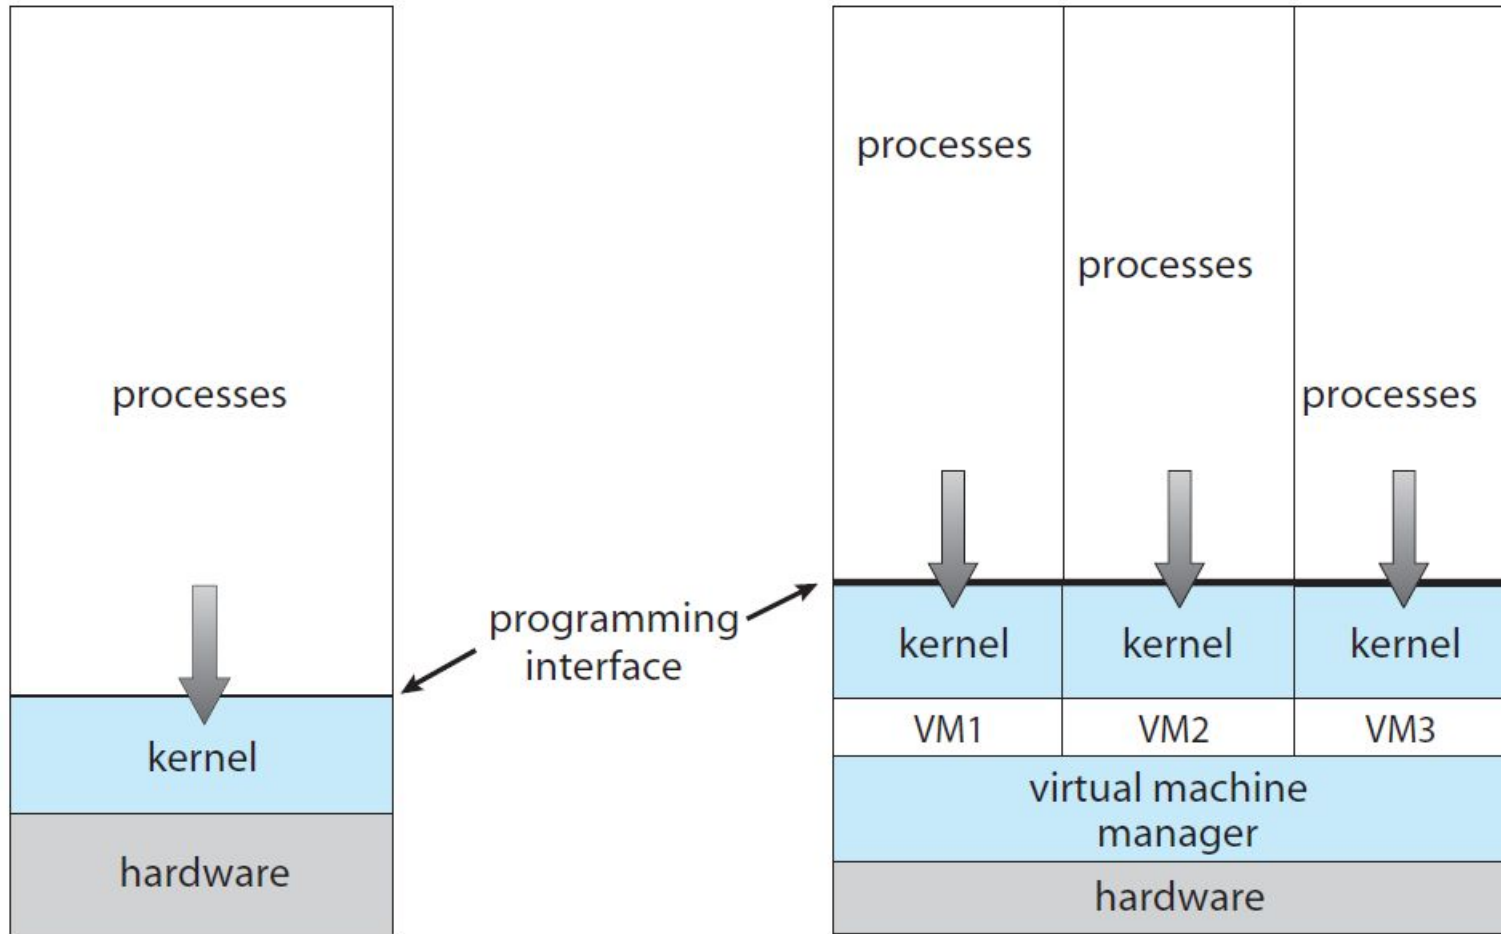 processes
kernel
hardware
programming
interface
processes
processes
processes
kernel
kernel
kernel
VM1
VM2
VM3
virtual machine
manager
hardware